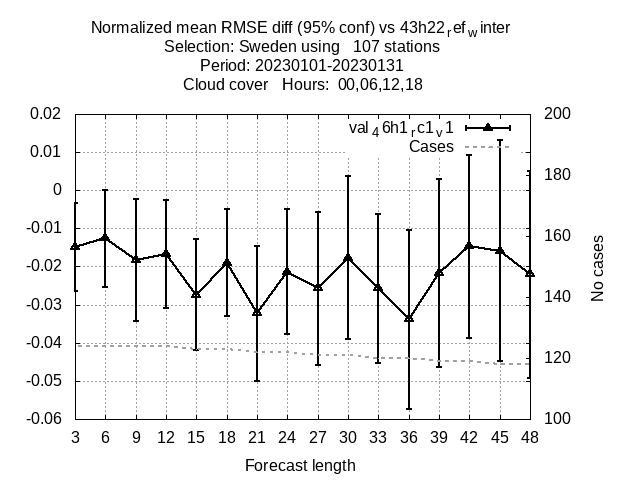 Normalized mean RMSE diff (95% conf) vs 43h22ref_winter
Selection: Sweden using   107 stations
Period: 20230101-20230131
Cloud cover   Hours:  00,06,12,18
0.02
0.01
0
-0.01
-0.02
-0.03
-0.04
-0.05
-0.06
val46h1rc1v1
Cases
200
180
160
140
120
100
No cases
3 6 9 12 15 18 21 24 27 30 33 36 39 42 45 48
Forecast length